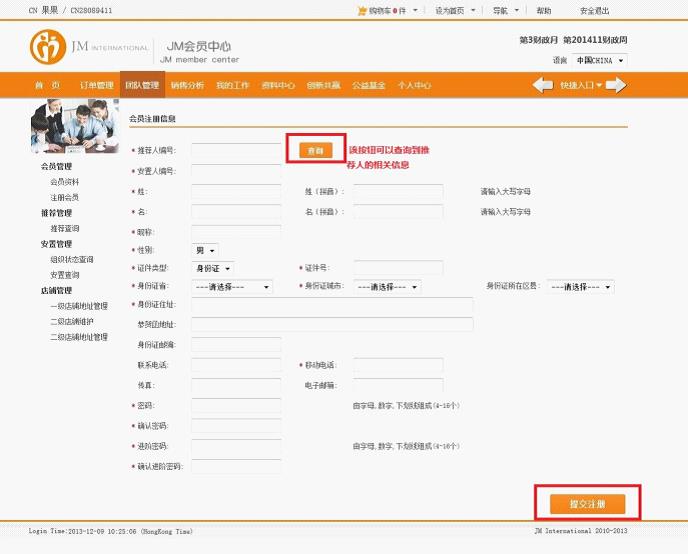 CN 果果 / CN28089411
购物车 0 件
设为首页
导航
帮助
安全退出
JM INTERNATIONAL
JM会员中心
JM member center
第3财政月 第201411财政周
语言 中国CHINA
首 页 订单管理 团队管理 销售分析 我的工作 资料中心 创新共赢 公益基金 个人中心 快捷入口
会员注册信息
会员管理
会员资料
注册会员
推荐管理
推荐查询
安置管理
组织状态查询
安置查询
店铺管理
一级店铺地址管理
二级店铺维护
二级店铺地址管理
* 推荐人编号: 查询 该按钮可以查询到推
荐人的相关信息
* 安置人编号:
* 姓: 姓（拼音）: 请输入大写字母
* 名: 名（拼音）: 请输入大写字母
* 昵称:
* 性别: 男
* 证件类型: 身份证 * 证件号:
* 身份证省: ---请选择--- * 身份证城市: ---请选择--- 身份证所在区县: ---请选择---
* 身份证住址:
恭贺函地址:
身份证邮编:
联系电话: * 移动电话:
传真: 电子邮箱:
* 密码: 由字母,数字,下划线组成(4-16个)
* 确认密码:
* 进阶密码: 由字母,数字,下划线组成(4-16个)
* 确认进阶密码:
提交注册
Login Time:2013-12-09 10:25:06 (HongKong Time)
JM International 2010-2013